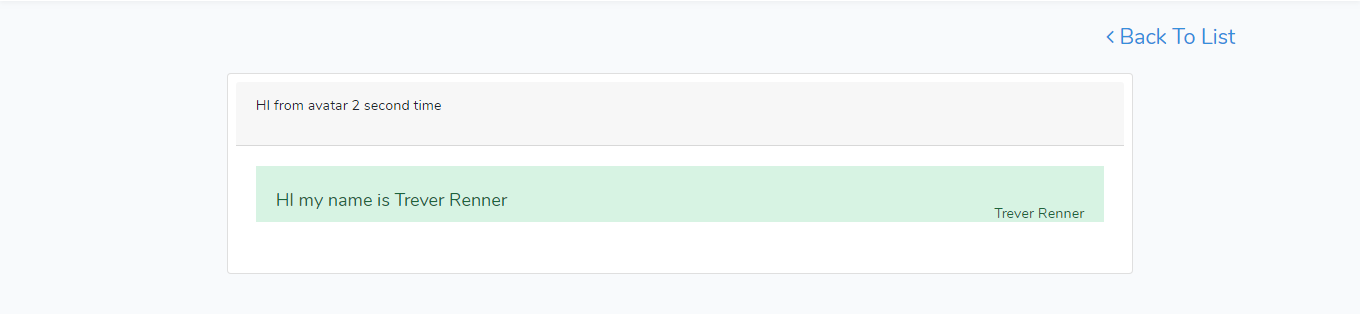 Back To List
HI from avatar 2 second time
HI my name is Trever Renner
Trever Renner